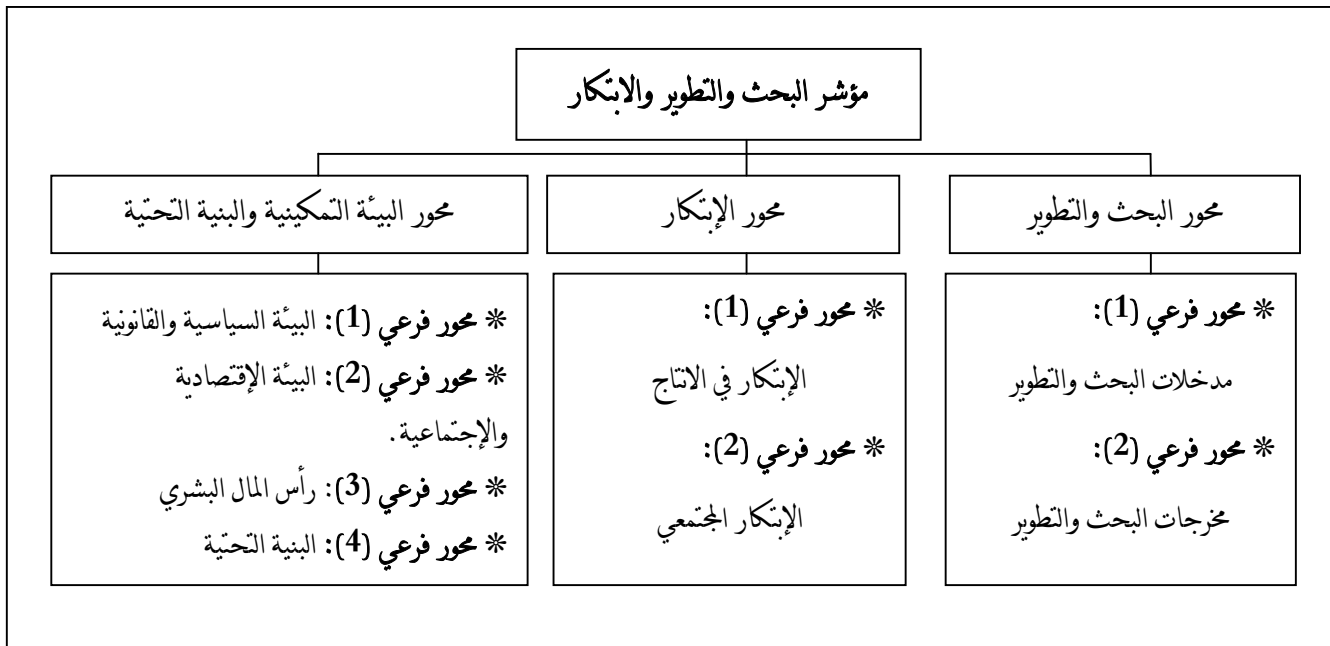 مؤشر البحث والتطوير والابتكار
محور البحث والتطوير
محور الإبتكار
محور البيئة التمكينية والبنية التحتية
* محور فرعي (1):
مدخلات البحث والتطوير
* محور فرعي (2):
مخرجات البحث والتطوير
* محور فرعي (1):
الإبتكار في الانتاج
* محور فرعي (2):
الإبتكار المجتمعي
* محور فرعي (1): البيئة السياسية والقانونية
* محور فرعي (2): البيئة الإقتصادية
والإجتماعية.
* محور فرعي (3): رأس المال البشري
* محور فرعي (4): البنية التحتية